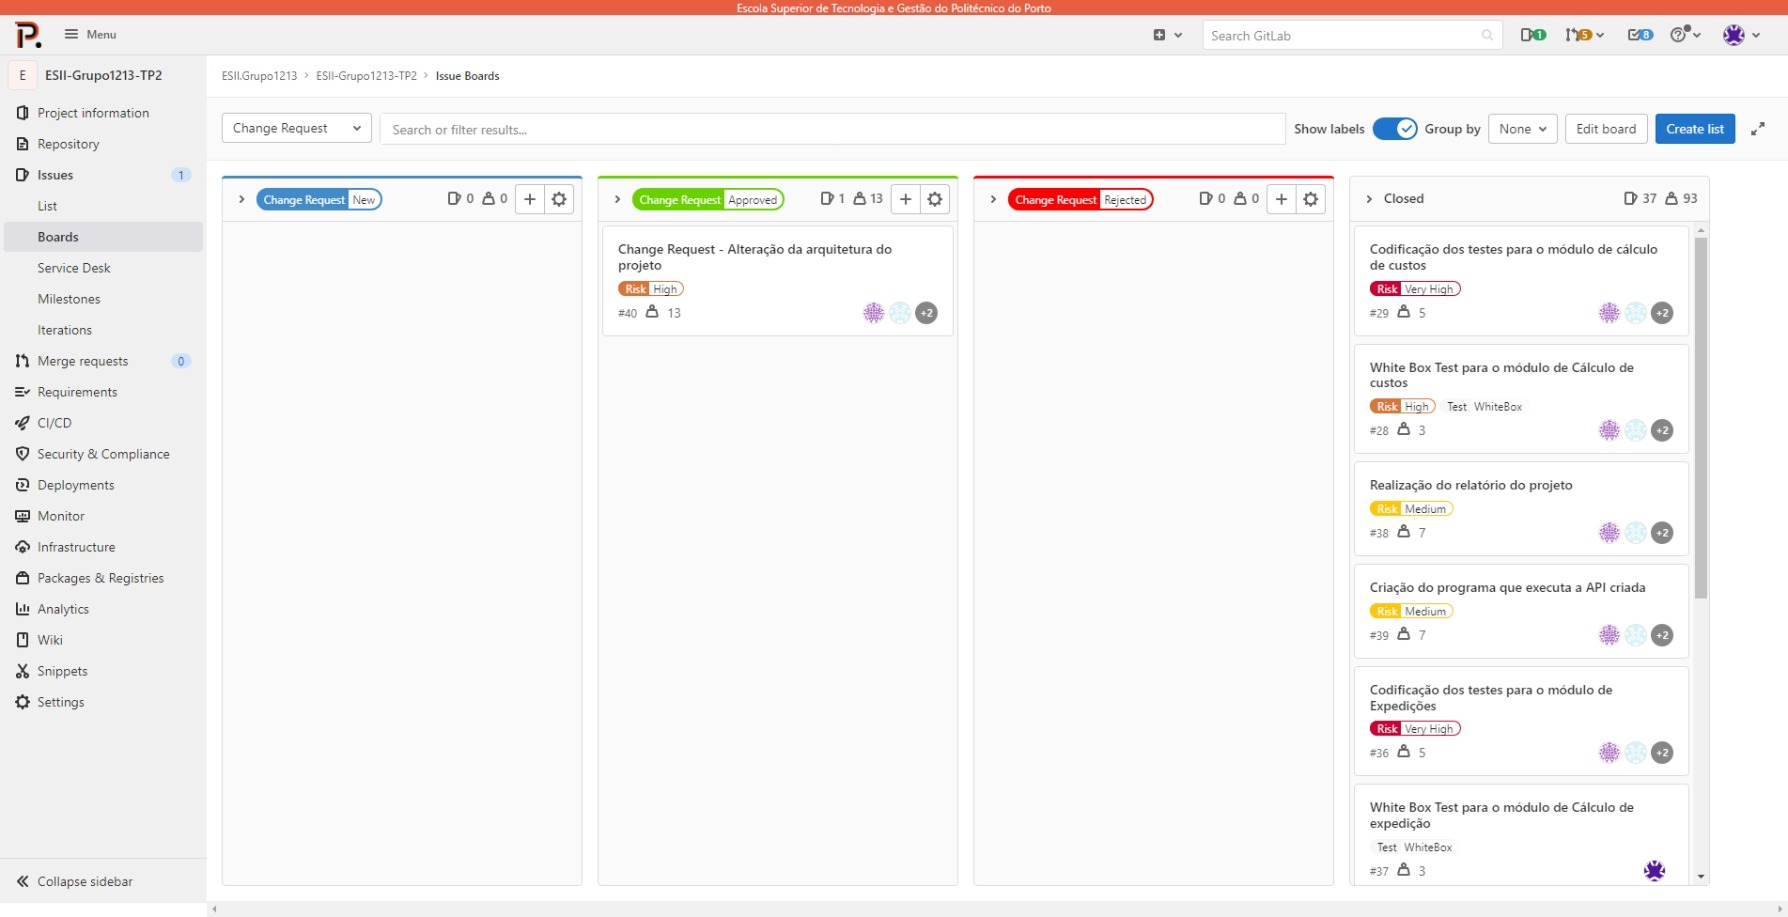 Escola Superior de Tecnologia e Gestão do Politécnico do Porto
P.
Menu
Search GitLab
1
5
8
E
ESII-Grupo1213-TP2
Project information
Repository
Issues 1
List
Boards
Service Desk
Milestones
Iterations
Merge requests 0
Requirements
CI/CD
Security & Compliance
Deployments
Monitor
Infrastructure
Packages & Registries
Analytics
Wiki
Snippets
Settings
Collapse sidebar
ESII.Grupo1213 › ESII-Grupo1213-TP2 › Issue Boards
Change Request
Search or filter results...
Show labels
Group by
None
Edit board
Create list
Change Request New 0 0
Change Request Approved 1 13
Change Request - Alteração da arquitetura do
projeto
Risk High
#40 13 +2
Change Request Rejected 0 0
Closed 37 93
Codificação dos testes para o módulo de cálculo
de custos
Risk Very High
#29 5 +2
White Box Test para o módulo de Cálculo de
custos
Risk High Test WhiteBox
#28 3 +2
Realização do relatório do projeto
Risk Medium
#38 7 +2
Criação do programa que executa a API criada
Risk Medium
#39 7 +2
Codificação dos testes para o módulo de
Expedições
Risk Very High
#36 5 +2
White Box Test para o módulo de Cálculo de
expedição
Test WhiteBox
#37 3